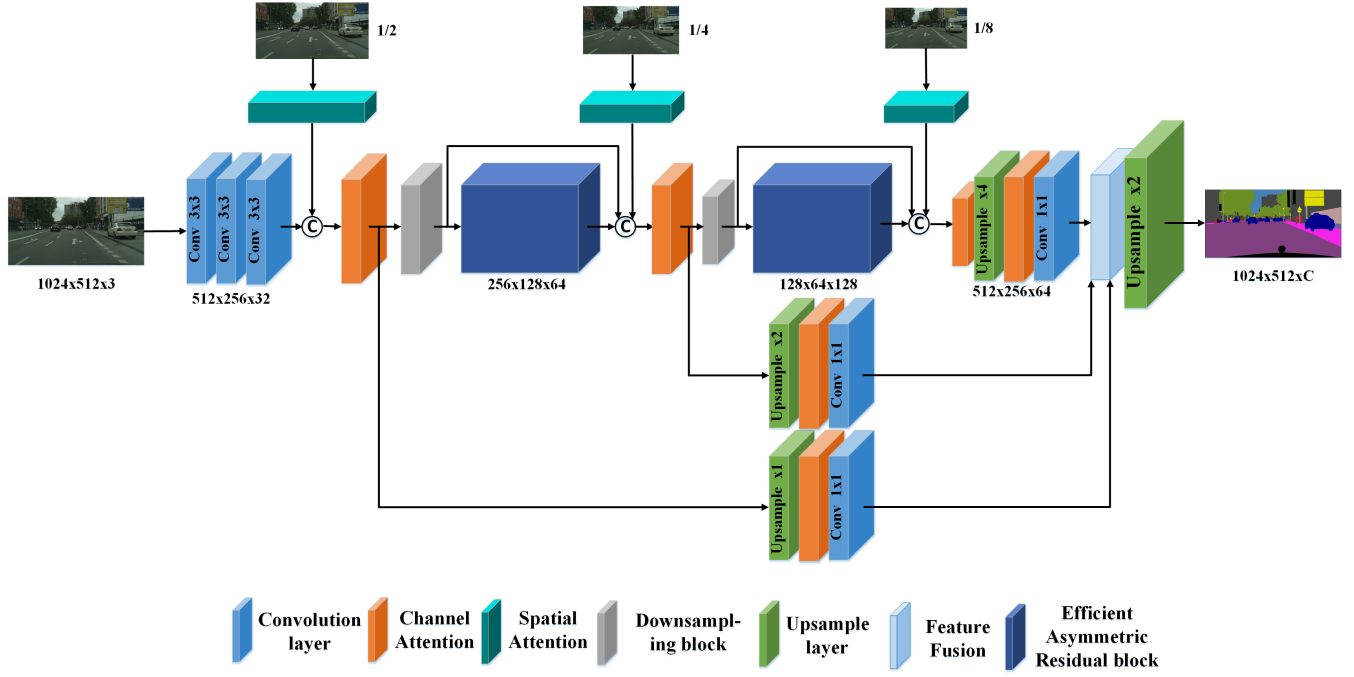 1/2
1/4
1/8
Conv 3x3
Conv 3x3
Conv 3x3
C
C
C
Upsample x4
Conv 1x1
Upsample x2
1024x512x3
512x256x32
256x128x64
128x64x128
512x256x64
1024x512xC
Upsample x2
Conv 1x1
Upsample x1
Conv 1x1
Convolution
layer
Channel
Attention
Spatial
Attention
Downsampl-
ing block
Upsample
layer
Feature
Fusion
Efficient
Asymmetric
Residual block